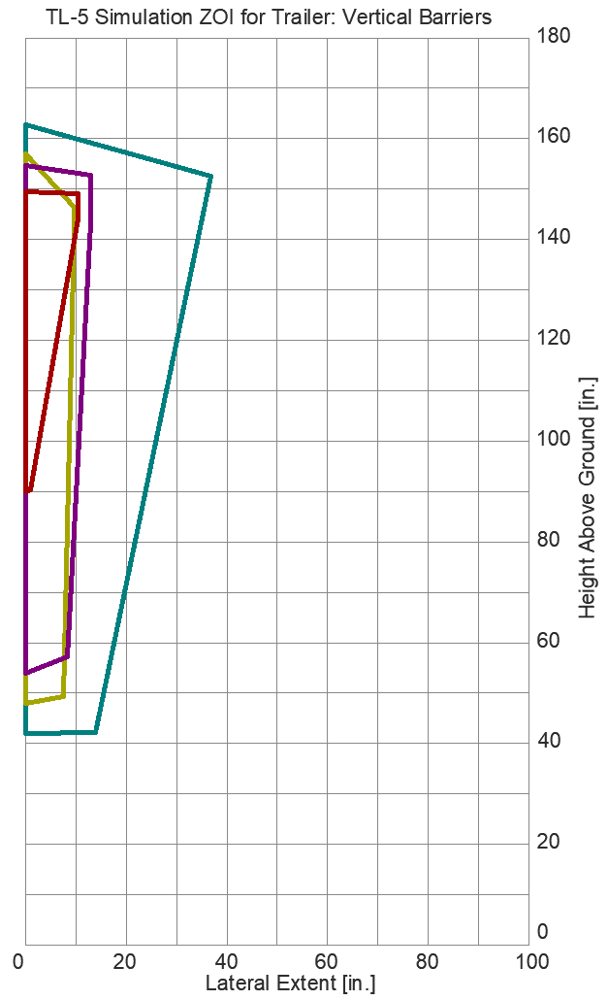 TL-5 Simulation ZOI for Trailer: Vertical Barriers
180
160
140
120
100
80
60
40
20
0
Height Above Ground [in.]
0 20 40 60 80 100
Lateral Extent [in.]